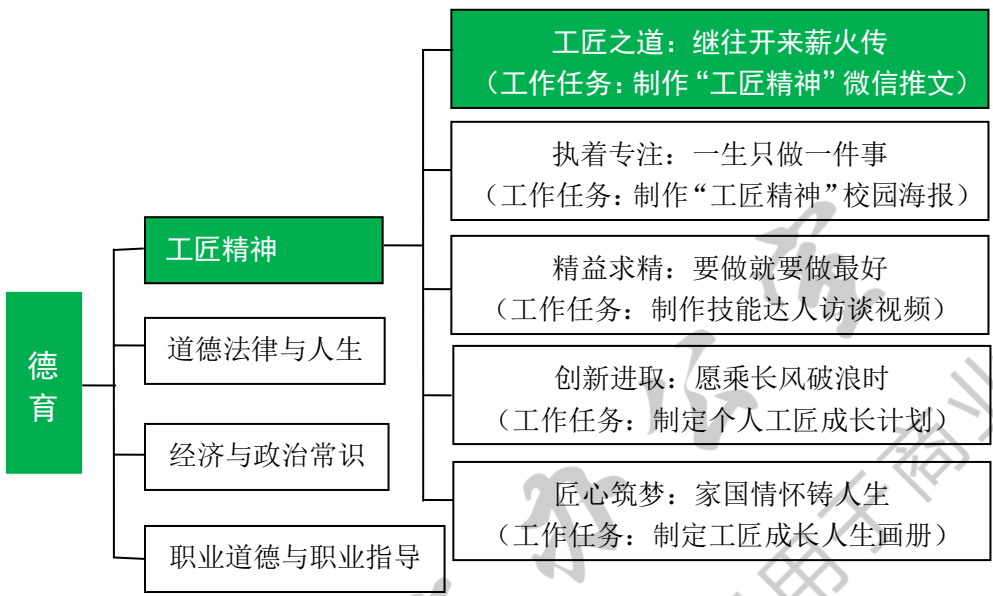 德
育
工匠精神
道德法律与人生
经济与政治常识
职业道德与职业指导
工匠之道：继往开来薪火传
（工作任务：制作“工匠精神”微信推文）
执着专注：一生只做一件事
（工作任务：制作“工匠精神”校园海报）
精益求精：要做就要做最好
（工作任务：制作技能达人访谈视频）
创新进取：愿乘长风破浪时
（工作任务：制定个人工匠成长计划）
匠心筑梦：家国情怀铸人生
（工作任务：制定工匠成长人生画册）